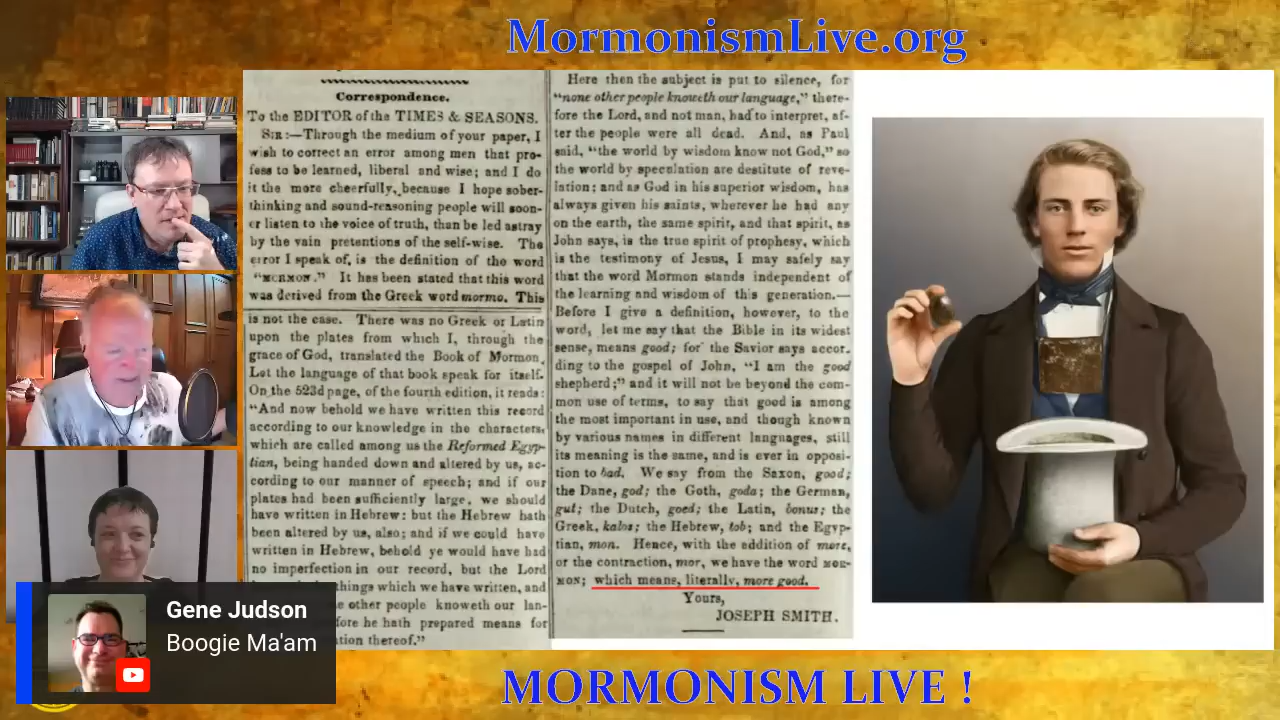 MormonismLive.org
Correspondence.
To the EDITOR of the TIMES & SEASONS.
SIR:—Through the medium of your paper, I
wish to correct an error among men that pro-
fess to be learned, liberal and wise; and I do
it the more cheerfully, because I hope sober-
thinking and sound-reasoning people will soon-
er listen to the voice of truth, than be led astray
by the vain pretentions of the self-wise. The
error I speak of, is the definition of the word
"MORMON." It has been stated that this word
was derived from the Greek word mormo. This
is not the case. There was no Greek or Latin
upon the plates from which I, through the
grace of God, translated the Book of Mormon.
Let the language of that book speak for itself.
On the 523d page, of the fourth edition, it reads:
"And now behold we have written this record
according to our knowledge in the characters,
which are called among us the Reformed Egyp-
tian, being handed down and altered by us, ac-
cording to our manner of speech; and if our
plates had been sufficiently large, we should
have written in Hebrew: but the Hebrew hath
been altered by us, also; and if we could have
written in Hebrew, behold ye would have had
no imperfection in our record, but the Lord
things which we have written, and
e other people knoweth our lan-
fore he hath prepared means for
tion thereof."
Here then the subject is put to silence, for
"none other people knoweth our language," there-
fore the Lord, and not man, had to interpret, af-
ter the people were all dead. And, as Paul
said, "the world by wisdom know not God," so
the world by speculation are destitute of reve-
lation; and as God in his superior wisdom, has
always given his saints, wherever he had any
on the earth, the same spirit, and that spirit, as
John says, is the true spirit of prophesy, which
is the testimony of Jesus, I may safely say
that the word Mormon stands independent of
the learning and wisdom of this generation.—
Before I give a definition, however, to the
word, let me say that the Bible in its widest
sense, means good; for the Savior says accor-
ding to the gospel of John, "I am the good
shepherd;" and it will not be beyond the com-
mon use of terms, to say that good is among
the most important in use, and though known
by various names in different languages, still
its meaning is the same, and is ever in opposi-
tion to bad. We say from the Saxon, good;
the Dane, god; the Goth, goda; the German,
gut; the Dutch, goed; the Latin, bonus; the
Greek, kalos; the Hebrew, tob; and the Egyp-
tian, mon. Hence, with the addition of more,
or the contraction, mor, we have the word MOR-
MON; which means, literally, more good.
Yours,
JOSEPH SMITH.
Gene Judson
Boogie Ma'am
MORMONISM LIVE !